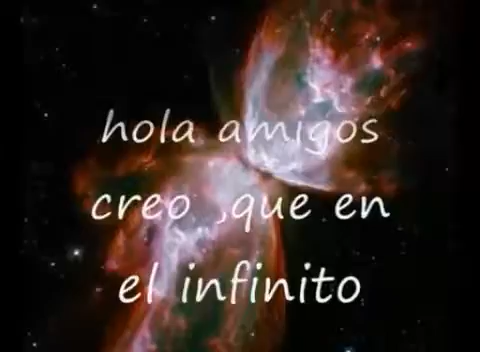 hola amigos
creo ,que en
el infinito